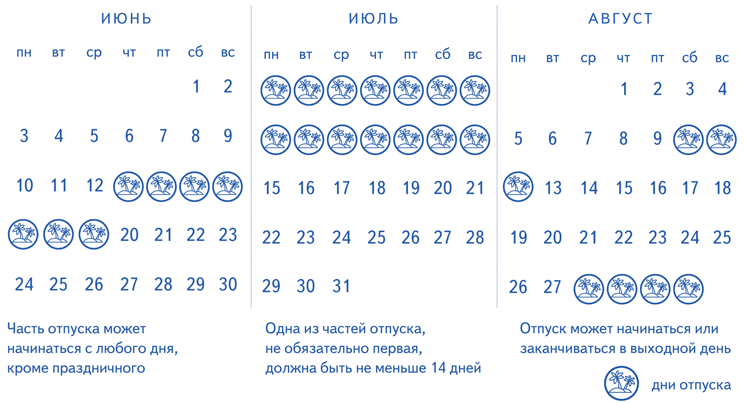 ИЮНЬ
пн вт ср чт пт сб вс
1 2
3 4 5 6 7 8 9
10 11 12
20 21 22 23
24 25 26 27 28 29 30
Часть отпуска может
начинаться с любого дня,
кроме праздничного
ИЮЛЬ
пн вт ср чт пт сб вс
15 16 17 18 19 20 21
22 23 24 25 26 27 28
29 30 31
Одна из частей отпуска,
не обязательно первая,
должна быть не меньше 14 дней
АВГУСТ
пн вт ср чт пт сб вс
1 2 3 4
5 6 7 8 9
13 14 15 16 17 18
19 20 21 22 23 24 25
26 27
Отпуск может начинаться или
заканчиваться в выходной день
дни отпуска